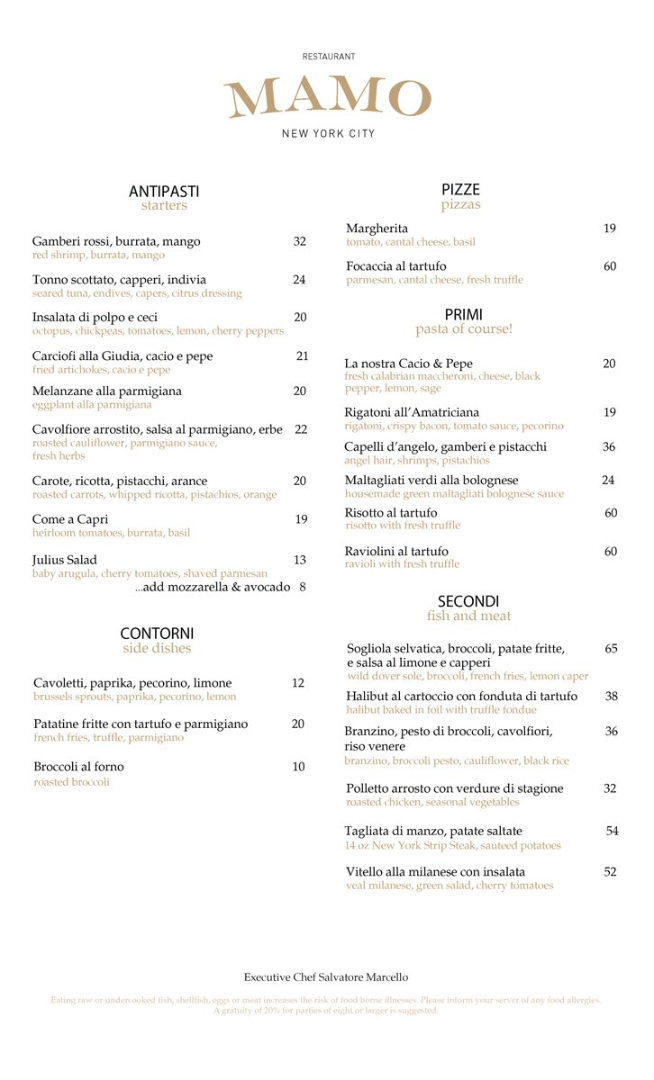 RESTAURANT
MAMO
NEW YORK CITY
ANTIPASTI
starters
Gamberi rossi, burrata, mango 32
red shrimp, burrata, mango
Tonno scottato, capperi, indivia 24
seared tuna, endives, capers, citrus dressing
Insalata di polpo e ceci 20
octopus, chickpeas, tomatoes, lemon, cherry peppers
Carciofi alla Giudia, cacio e pepe 21
fried artichokes, cacio e pepe
Melanzane alla parmigiana 20
eggplant alla parmigiana
Cavolfiore arrostito, salsa al parmigiano, erbe 22
roasted cauliflower, parmigiano sauce,
fresh herbs
Carote, ricotta, pistacchi, arance 20
roasted carrots, whipped ricotta, pistachios, orange
Come a Capri 19
heirloom tomatoes, burrata, basil
Julius Salad 13
baby arugula, cherry tomatoes, shaved parmesan
...add mozzarella & avocado 8
CONTORNI
side dishes
Cavoletti, paprika, pecorino, limone 12
brussels sprouts, paprika, pecorino, lemon
Patatine fritte con tartufo e parmigiano 20
french fries, truffle, parmigiano
Broccoli al forno 10
roasted broccoli
PIZZE
pizzas
Margherita 19
tomato, cantal cheese, basil
Focaccia al tartufo 60
parmesan, cantal cheese, fresh truffle
PRIMI
pasta of course!
La nostra Cacio & Pepe 20
fresh calabrian maccheroni, cheese, black
pepper, lemon, sage
Rigatoni all'Amatriciana 19
rigatoni, crispy bacon, tomato sauce, pecorino
Capelli d'angelo, gamberi e pistacchi 36
angel hair, shrimps, pistachios
Maltagliati verdi alla bolognese 24
housemade green maltagliati bolognese sauce
Risotto al tartufo 60
risotto with fresh truffle
Raviolini al tartufo 60
ravioli with fresh truffle
SECONDI
fish and meat
Sogliola selvatica, broccoli, patate fritte, 65
e salsa al limone e capperi
wild dover sole, broccoli, french fries, lemon caper
Halibut al cartoccio con fonduta di tartufo 38
halibut baked in foil with truffle fondue
Branzino, pesto di broccoli, cavolfiori, 36
riso venere
branzino, broccoli pesto, cauliflower, black rice
Polletto arrosto con verdure di stagione 32
roasted chicken, seasonal vegetables
Tagliata di manzo, patate saltate 54
14 oz New York Strip Steak, sauteed potatoes
Vitello alla milanese con insalata 52
veal milanese, green salad, cherry tomatoes
Executive Chef Salvatore Marcello
Eating raw or undercooked fish, shellfish, eggs or meat increases the risk of food borne illnesses. Please inform your server of any food allergies.
A gratuity of 20% for parties of eight or larger is suggested.